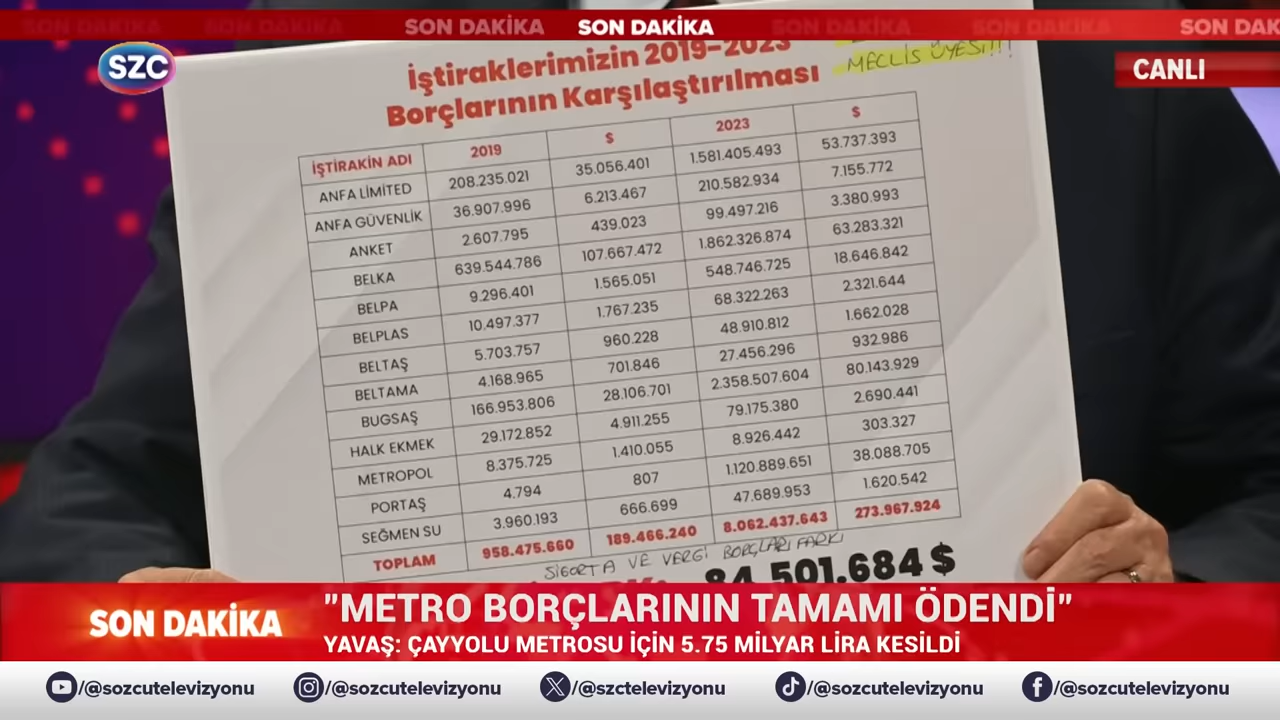 SON DAKİKA SON DAKİKA SON DAK
SZC
CANLI
MECLİS ÜYESİ!!!
İştiraklerimizin 2019-2023
Borçlarının Karşılaştırılması
İŞTİRAKİN ADI 2019 $ 2023 $
ANFA LİMİTED 208.235.021 35.056.401 1.581.405.493 53.737.393
ANFA GÜVENLİK 36.907.996 6.213.467 210.582.934 7.155.772
ANKET 2.607.795 439.023 99.497.216 3.380.993
BELKA 639.544.786 107.667.472 1.862.326.874 63.283.321
BELPA 9.296.401 1.565.051 548.746.725 18.646.842
BELPLAS 10.497.377 1.767.235 68.322.263 2.321.644
BELTAŞ 5.703.757 960.228 48.910.812 1.662.028
BELTAMA 4.168.965 701.846 27.456.296 932.986
BUGSAŞ 166.953.806 28.106.701 2.358.507.604 80.143.929
HALK EKMEK 29.172.852 4.911.255 79.175.380 2.690.441
METROPOL 8.375.725 1.410.055 8.926.442 303.327
PORTAŞ 4.794 807 1.120.889.651 38.088.705
SEĞMEN SU 3.960.193 666.699 47.689.953 1.620.542
TOPLAM 958.475.660 189.466.240 8.062.437.643 273.967.924
SİGORTA VE VERGİ BORÇLARI FARKI
84.501.684 $
SON DAKİKA
"METRO BORÇLARININ TAMAMI ÖDENDİ"
YAVAŞ: ÇAYYOLU METROSU İÇİN 5.75 MİLYAR LİRA KESİLDİ
/@sozcutelevizyonu /@sozcutelevizyonu /@szctelevizyonu /@sozcutelevizyonu /@sozcutelevizyonu